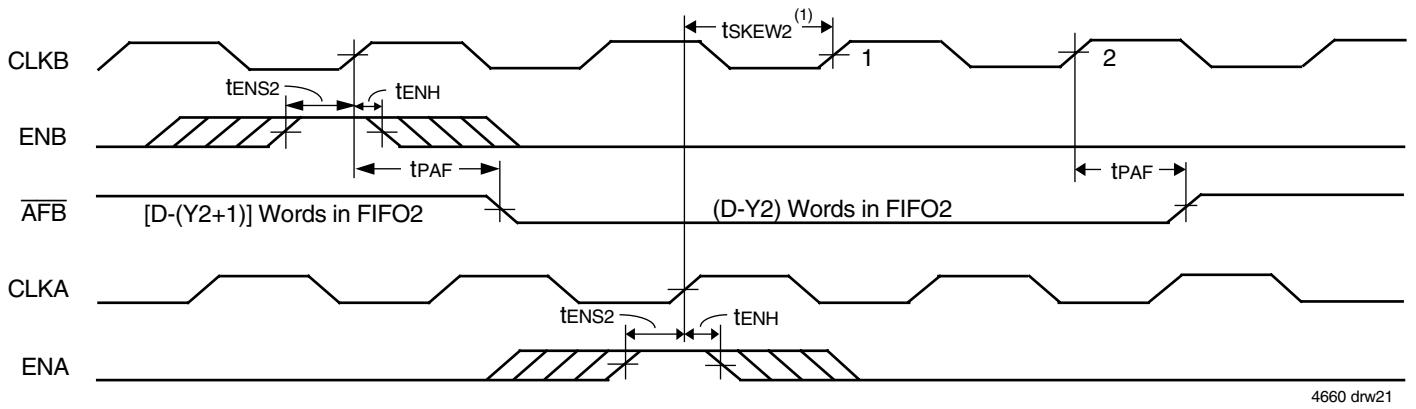 tSKEW2 (1)
CLKB
1
2
tENS2
tENH
ENB
tPAF
tPAF
AFB
[D-(Y2+1)] Words in FIFO2
(D-Y2) Words in FIFO2
CLKA
tENS2
tENH
ENA
4660 drw21